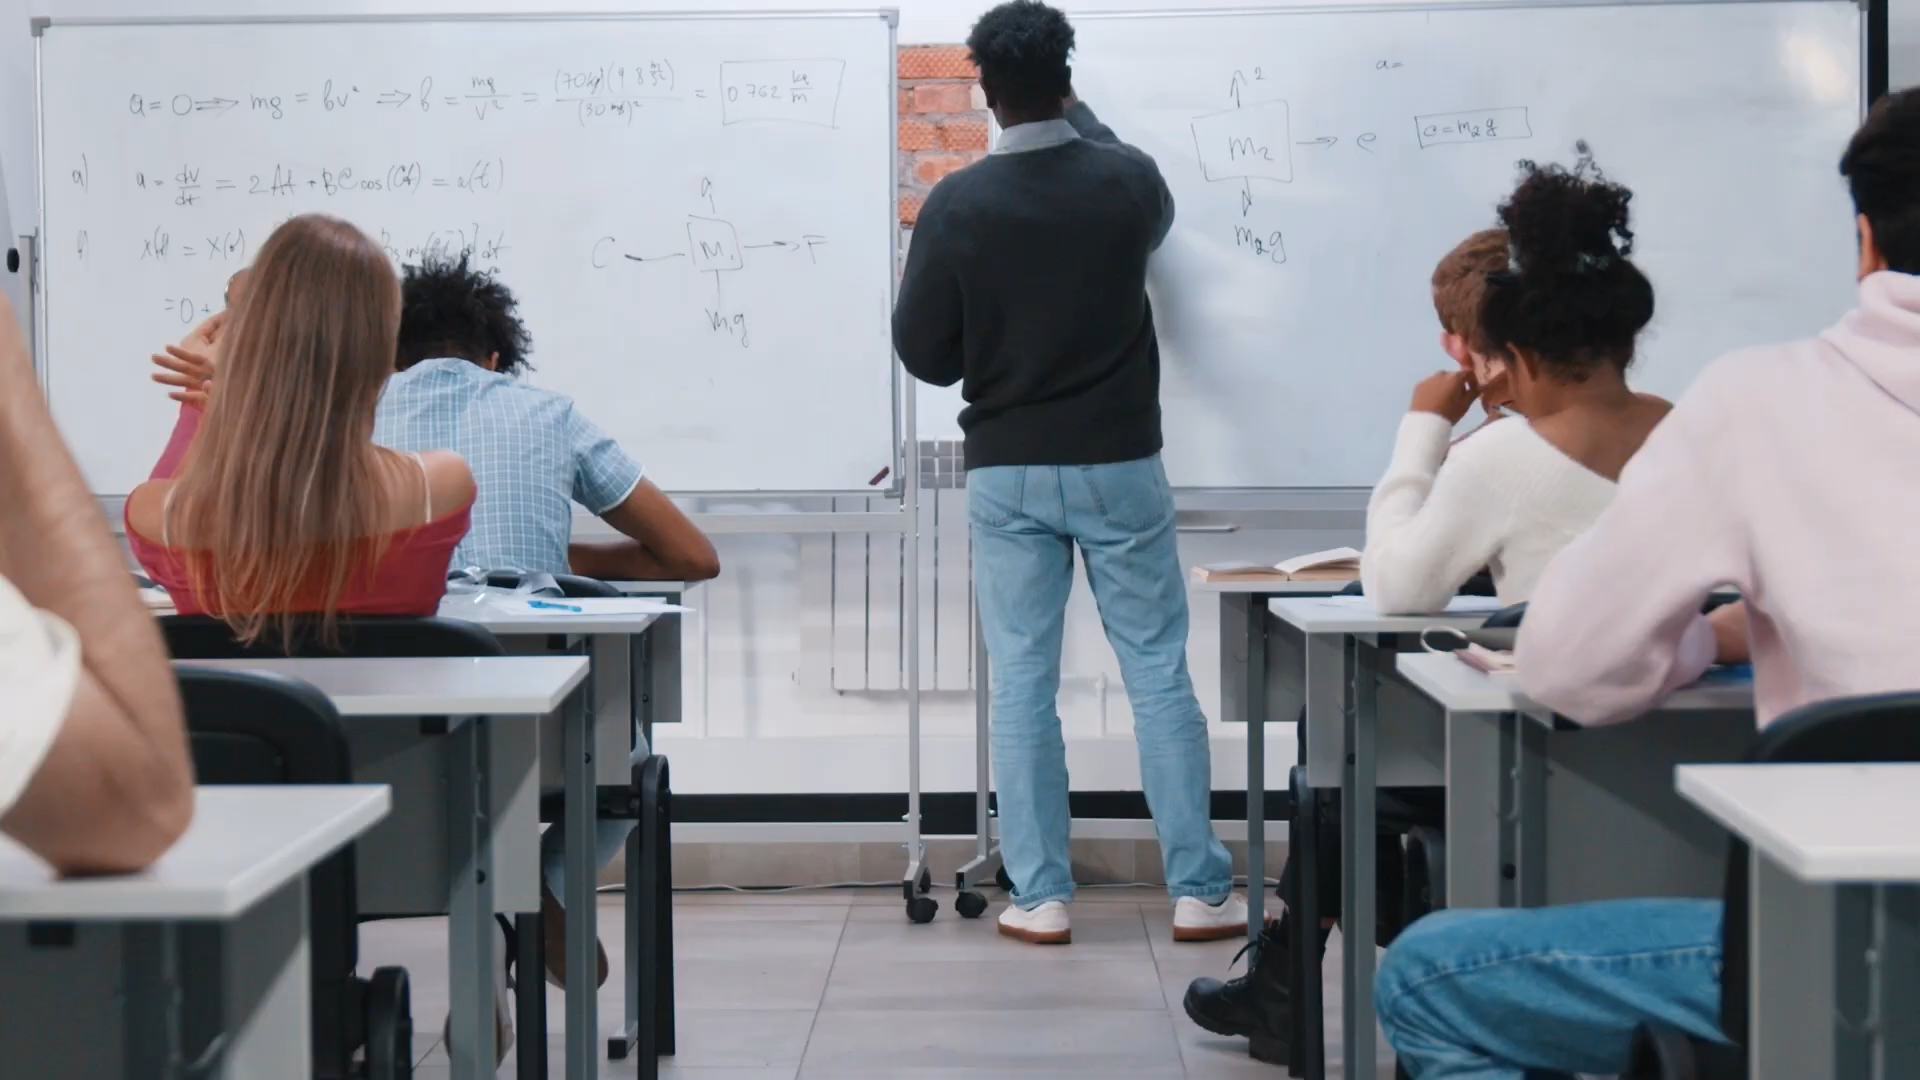 a = 0 ⟹ mg = bv² ⟹ b = mg/v² = (70kg)(9.8 m/s²)/(30 m/s)² = 0.762 kg/m
a) a = dv/dt = 2At + BC cos(Ct) = a(t)
x(t) = x(0)
=0+
a
C M₁ F
m₁g
2
m₂ → e
m₂g
e = m₂g
a=